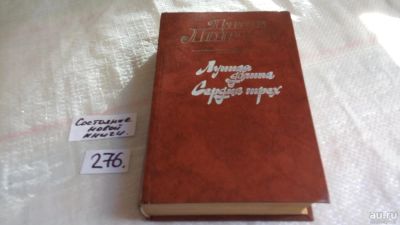 Лунная долина
Сердца трех
Состояние
новой
книги.
276.
au.ru